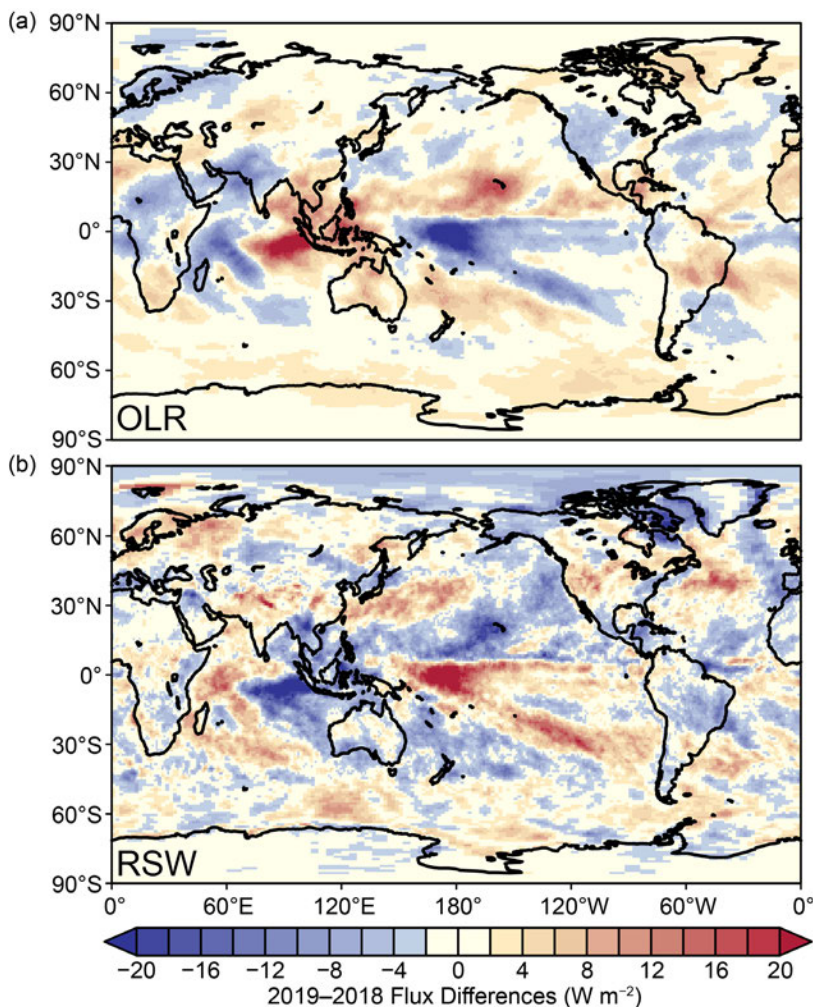 (a)
90°N
60°N
30°N
0°
30°S
60°S
90°S
OLR
(b)
90°N
60°N
30°N
0°
30°S
60°S
90°S
RSW
0° 60°E 120°E 180° 120°W 60°W 0°
−20 −16 −12 −8 −4 0 4 8 12 16 20
2019–2018 Flux Differences (W m⁻²)